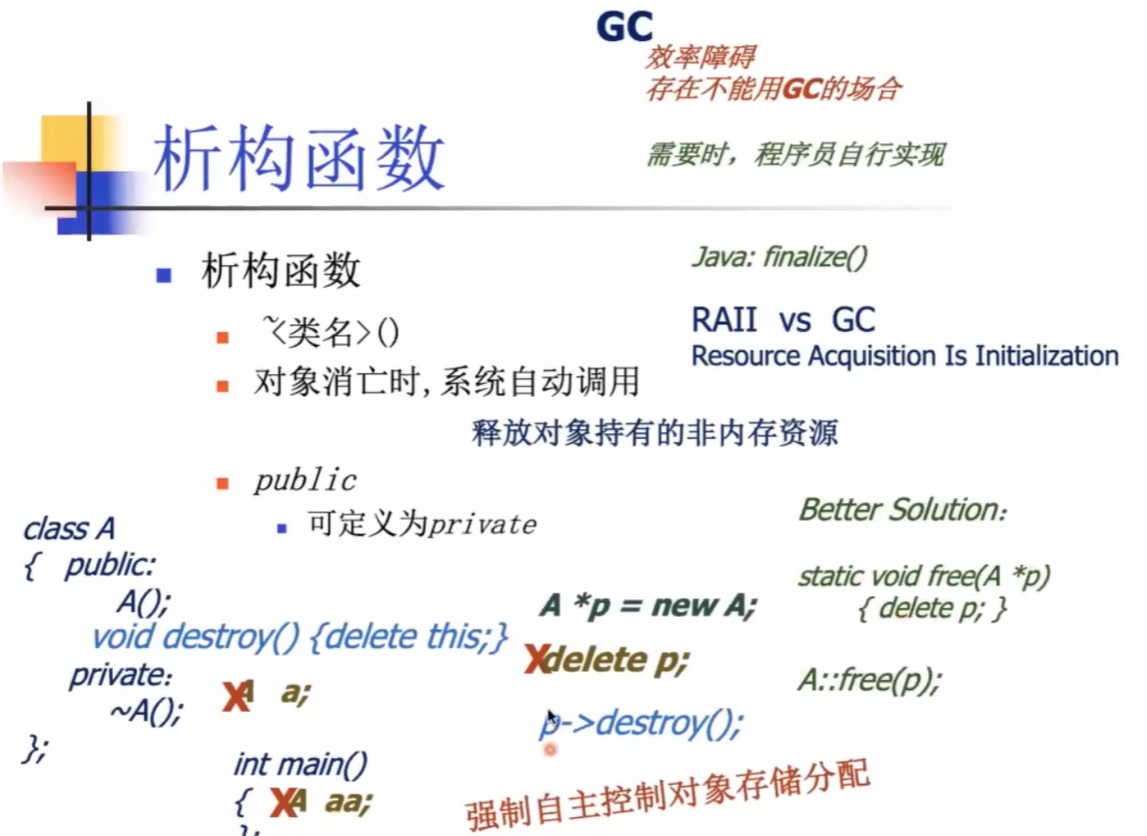 GC
效率障碍
存在不能用GC的场合
需要时，程序员自行实现
析构函数
析构函数
~<类名>()
对象消亡时,系统自动调用
释放对象持有的非内存资源
public
可定义为private
Java: finalize()
RAII vs GC
Resource Acquisition Is Initialization
class A
{ public:
A();
void destroy() {delete this;}
private:
~A();
};
X A a;
int main()
{ X A aa;
};
A *p = new A;
X delete p;
p->destroy();
强制自主控制对象存储分配
Better Solution:
static void free(A *p)
{ delete p; }
A::free(p);